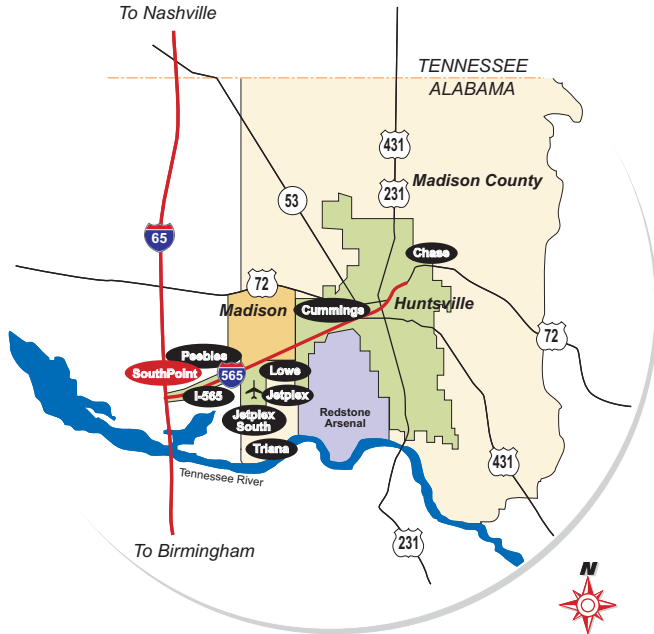 To Nashville
TENNESSEE
ALABAMA
431
Madison County
231
53
65
Chase
72
Madison
Cummings
Huntsville
72
Peebles
SouthPoint
565
Lowe
I-565
Jetplex
Jetplex
South
Redstone
Arsenal
Triana
Tennessee River
431
To Birmingham
231
N